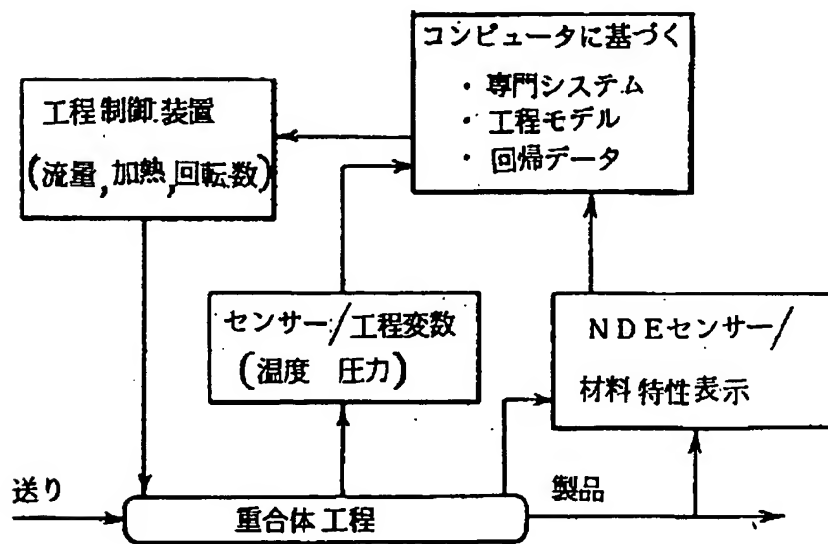 コンピュータに基づく
・専門システム
・工程モデル
・回帰データ
工程制御装置
(流量,加熱,回転数)
センサー/工程変数
(温度 圧力)
NDEセンサー/
材料特性表示
送り
重合体工程
製品